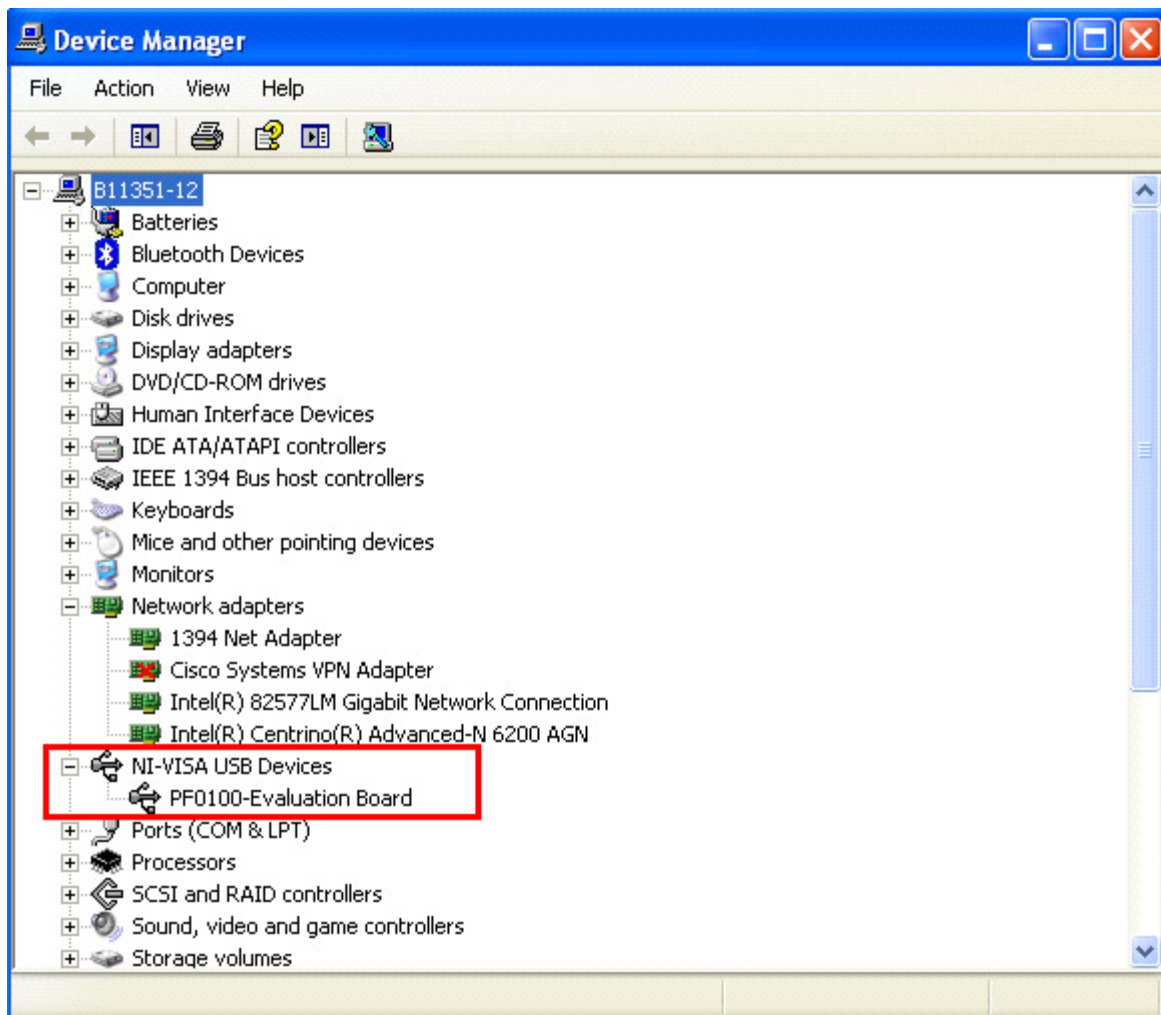 Device Manager
File Action View Help
B11351-12
Batteries
Bluetooth Devices
Computer
Disk drives
Display adapters
DVD/CD-ROM drives
Human Interface Devices
IDE ATA/ATAPI controllers
IEEE 1394 Bus host controllers
Keyboards
Mice and other pointing devices
Monitors
Network adapters
1394 Net Adapter
Cisco Systems VPN Adapter
Intel(R) 82577LM Gigabit Network Connection
Intel(R) Centrino(R) Advanced-N 6200 AGN
NI-VISA USB Devices
PF0100-Evaluation Board
Ports (COM & LPT)
Processors
SCSI and RAID controllers
Sound, video and game controllers
Storage volumes